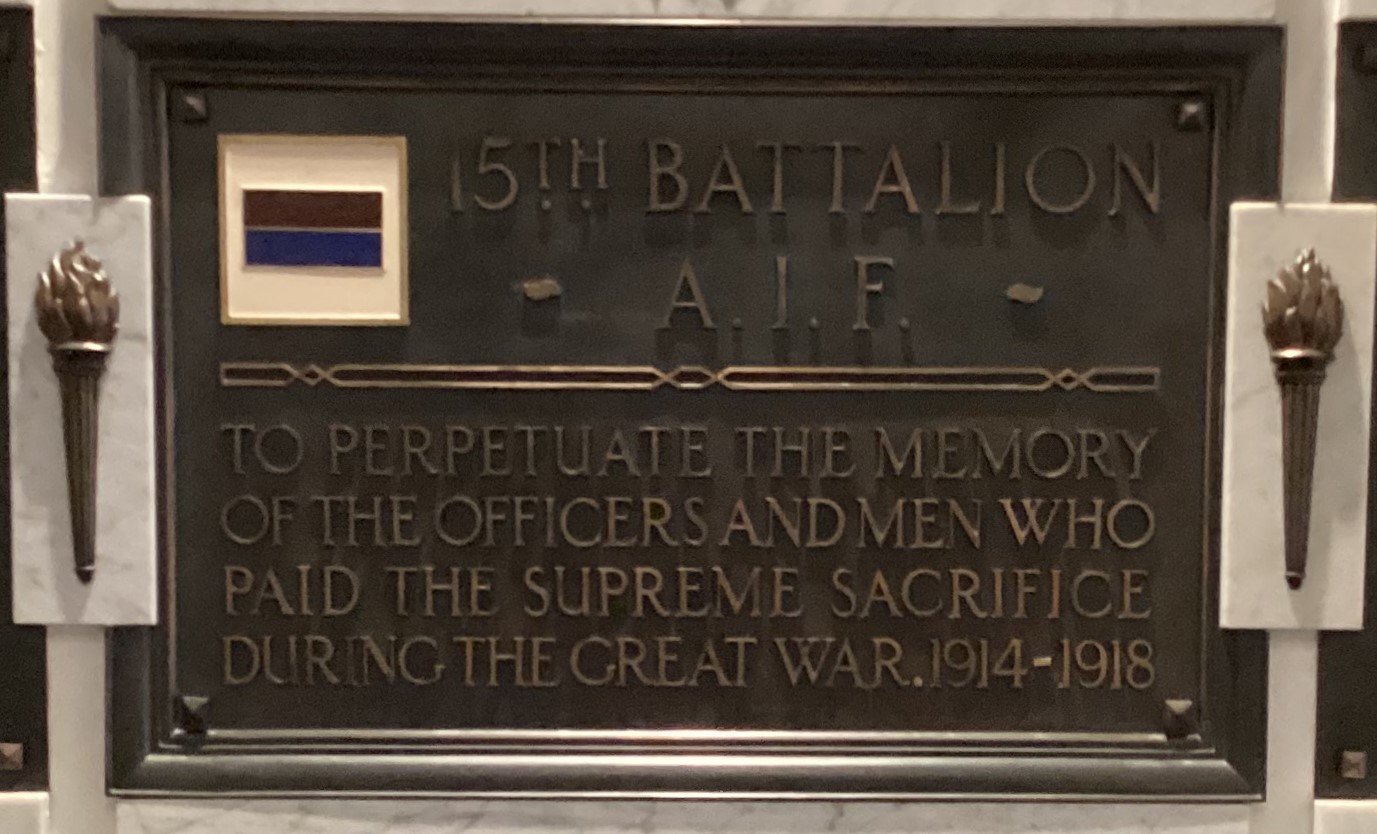 15TH BATTALION
- A.I.F. -
TO PERPETUATE THE MEMORY
OF THE OFFICERS AND MEN WHO
PAID THE SUPREME SACRIFICE
DURING THE GREAT WAR. 1914-1918